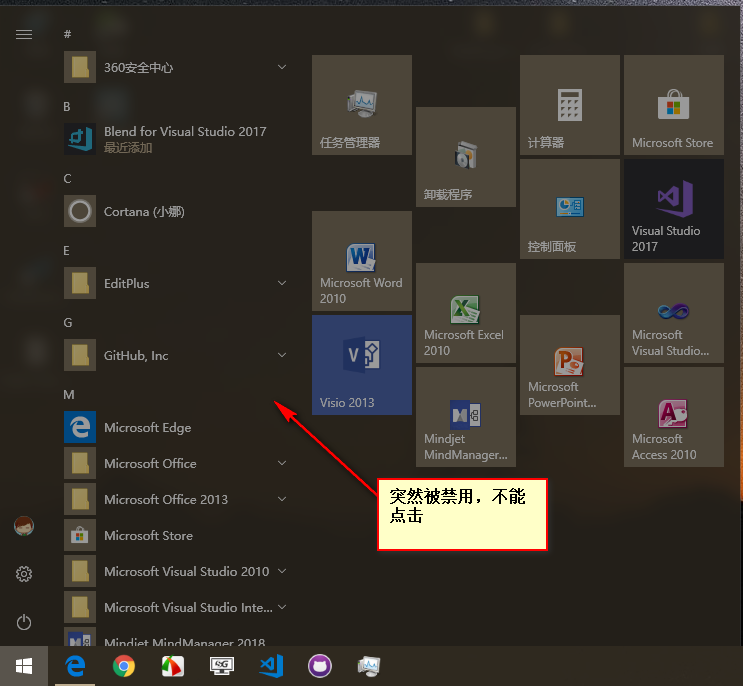 #
360安全中心
B
Blend for Visual Studio 2017
最近添加
C
Cortana (小娜)
E
EditPlus
G
GitHub, Inc
M
Microsoft Edge
Microsoft Office
Microsoft Office 2013
Microsoft Store
Microsoft Visual Studio 2010
Microsoft Visual Studio Inte...
Mindjet MindManager 2018
任务管理器
卸载程序
计算器
Microsoft Store
控制面板
Visual Studio
2017
Microsoft Word
2010
Microsoft Excel
2010
Microsoft
Visual Studio...
Visio 2013
Microsoft
PowerPoint...
Mindjet
MindManager...
Microsoft
Access 2010
突然被禁用，不能
点击